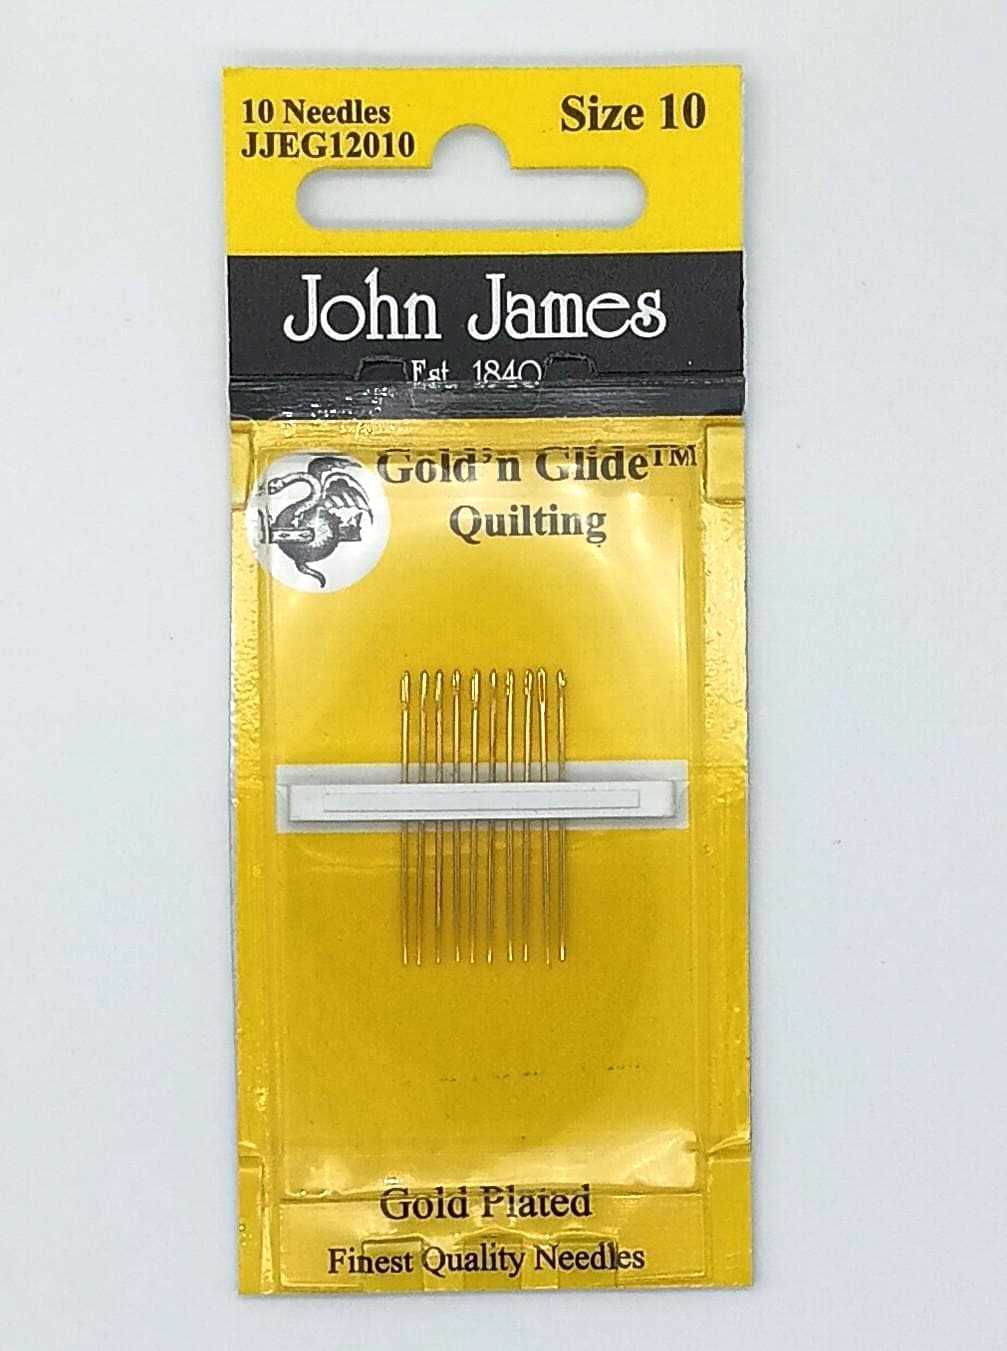 10 Needles
JJEG12010
Size 10
John James
Est. 1840
Gold'n Glide™
Quilting
Gold Plated
Finest Quality Needles